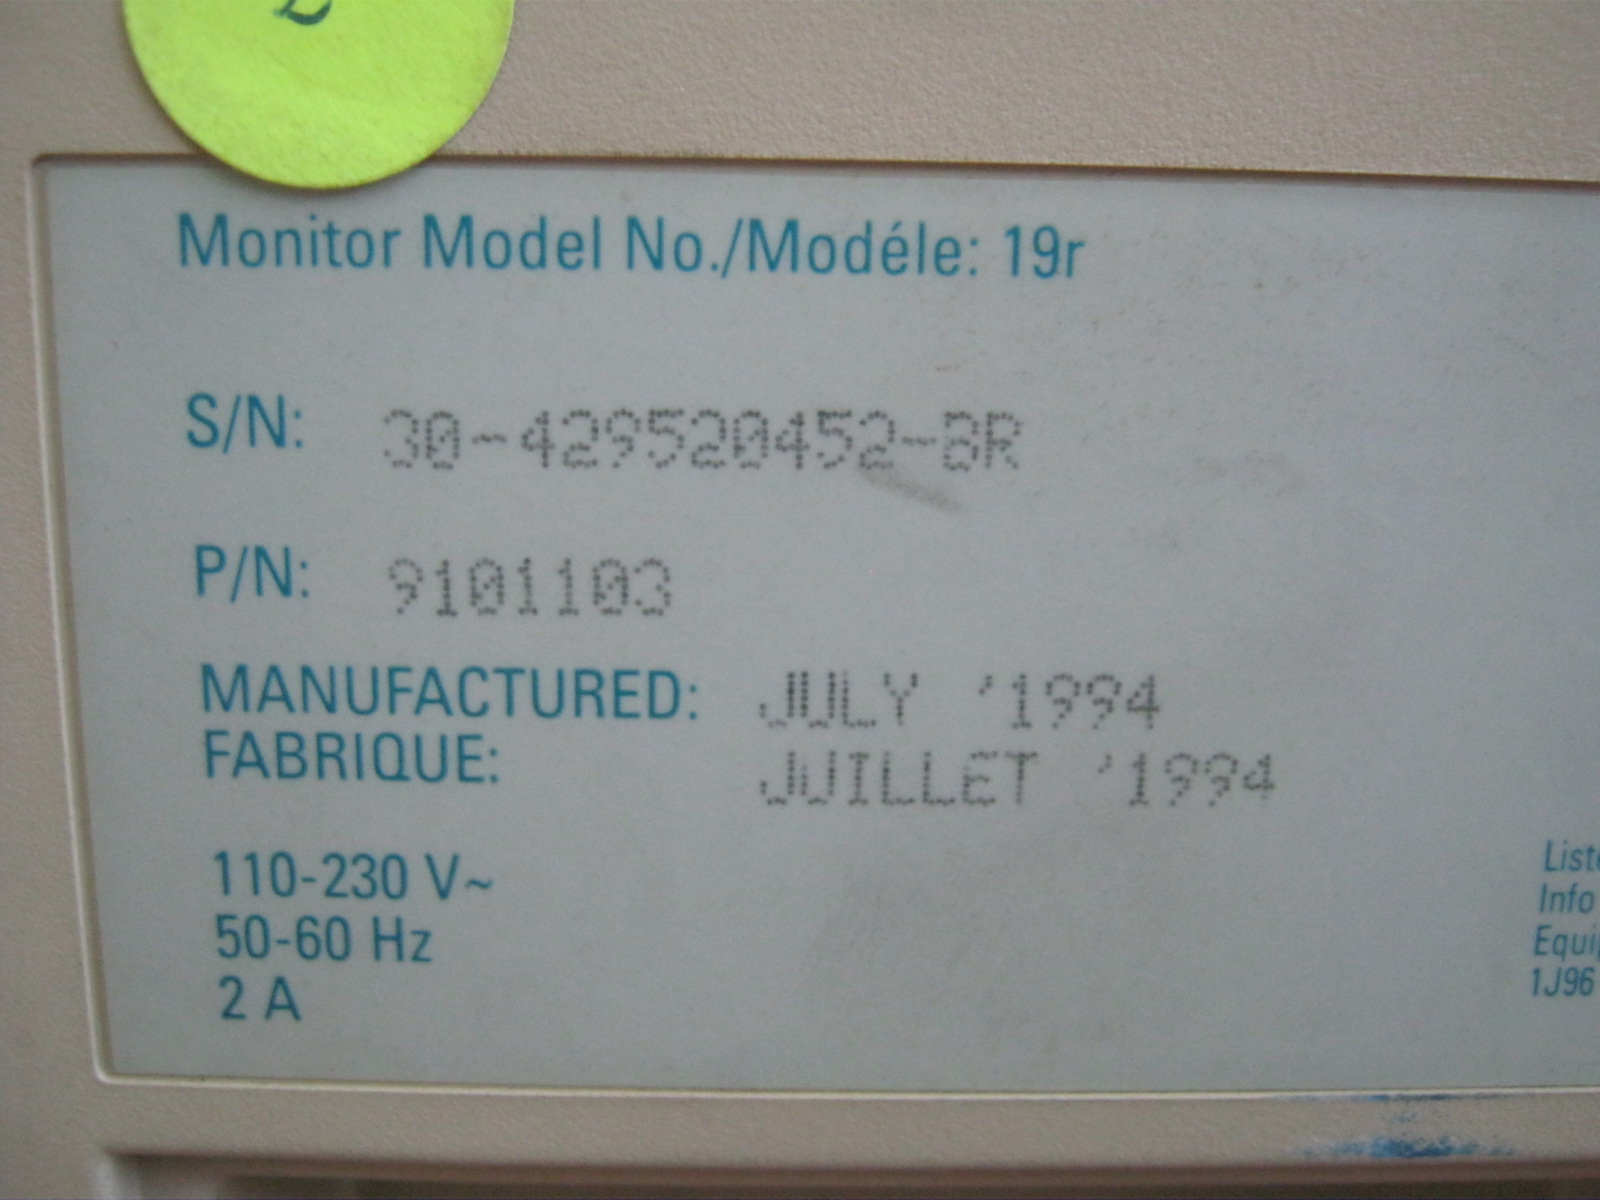 Monitor Model No./Modéle: 19r
S/N: 30-429520452-BR
P/N: 9101103
MANUFACTURED: JULY '1994
FABRIQUE: JUILLET '1994
110-230 V~
50-60 Hz
2 A
Info
1J96